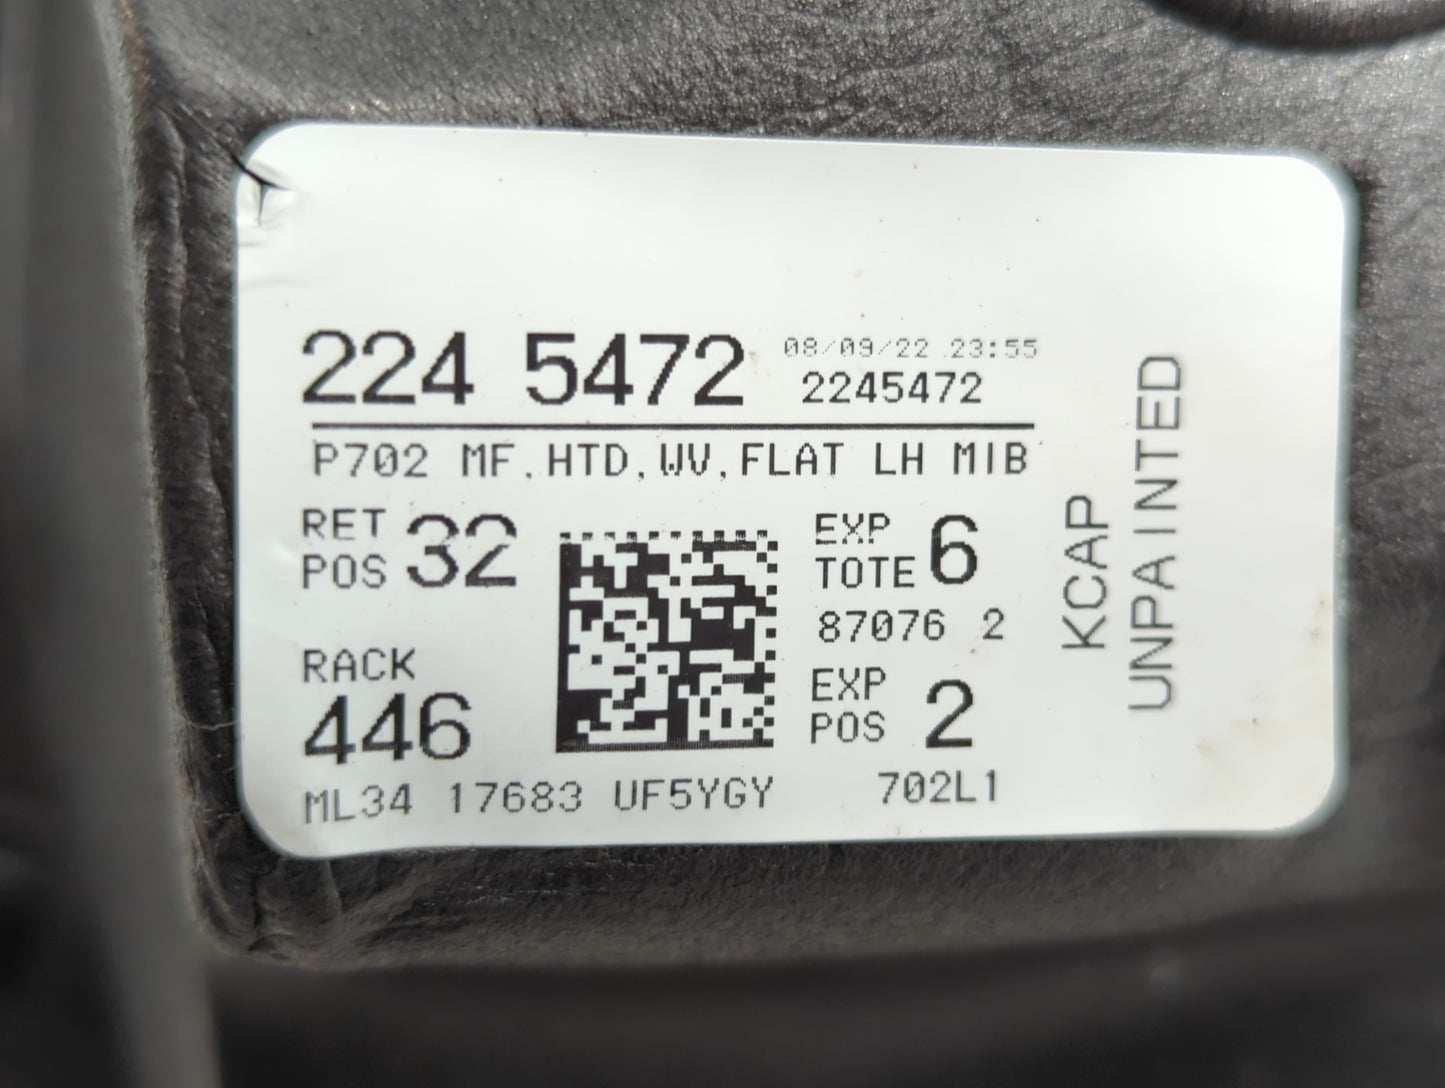 224 5472
08/09/22 23:55
2245472
P702 MF,HTD,WV,FLAT LH MIB
RET POS 32
EXP TOTE 6
87076 2
RACK 446
EXP POS 2
ML34 17683 UF5YGY 702L1
KCAP
UNPAINTED